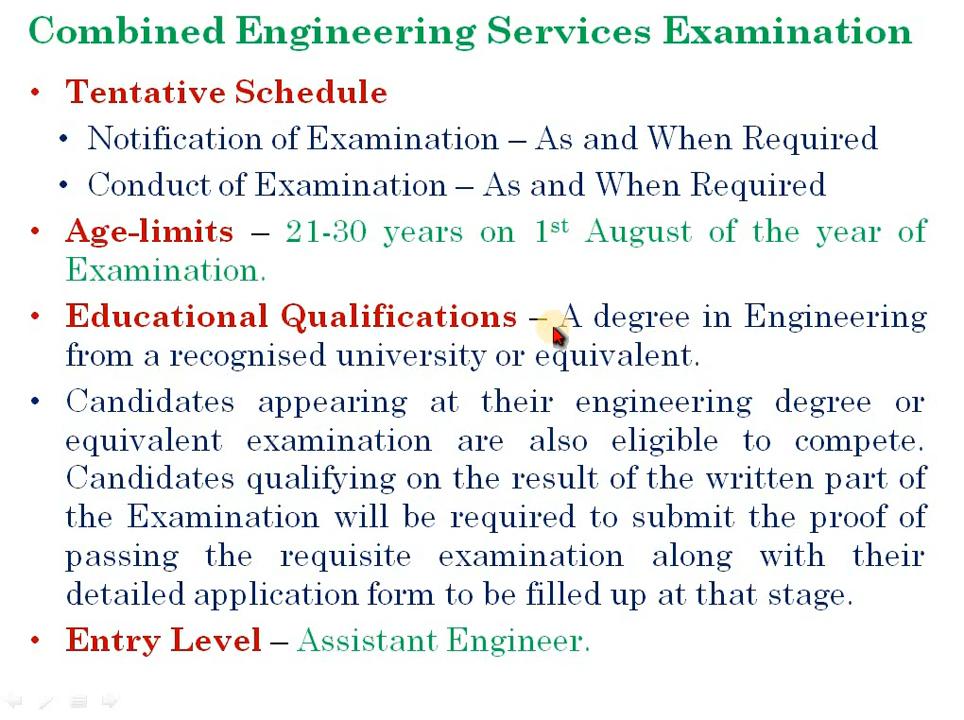 Combined Engineering Services Examination
• Tentative Schedule
• Notification of Examination – As and When Required
• Conduct of Examination – As and When Required
• Age-limits – 21-30 years on 1st August of the year of
Examination.
• Educational Qualifications – A degree in Engineering
from a recognised university or equivalent.
• Candidates appearing at their engineering degree or
equivalent examination are also eligible to compete.
Candidates qualifying on the result of the written part of
the Examination will be required to submit the proof of
passing the requisite examination along with their
detailed application form to be filled up at that stage.
• Entry Level – Assistant Engineer.